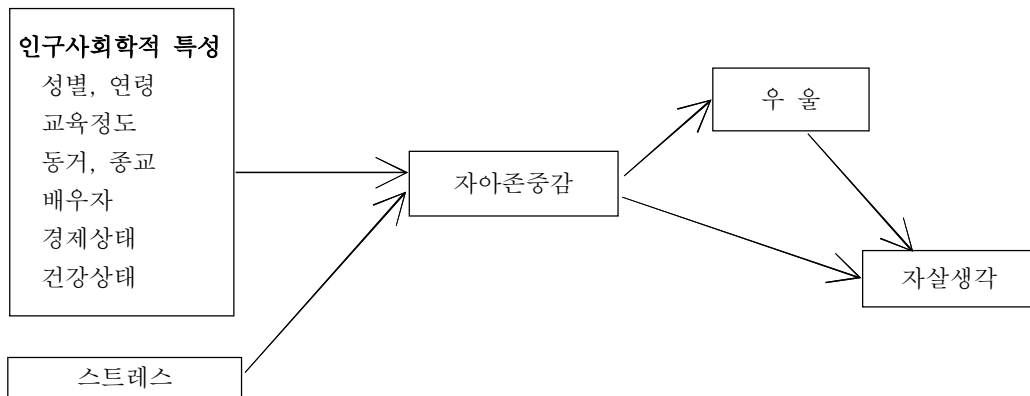 인구사회학적 특성
성별, 연령
교육정도
동거, 종교
배우자
경제상태
건강상태
스트레스
자아존중감
우 울
자살생각